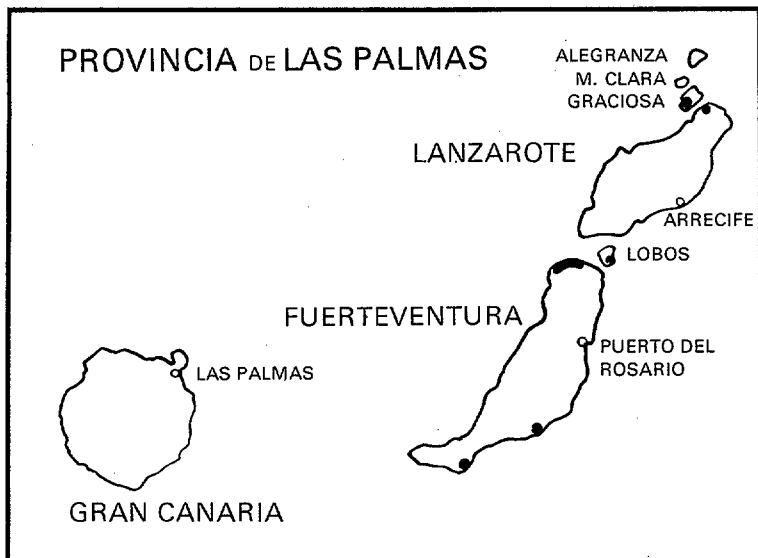 PROVINCIA DE LAS PALMAS
ALEGRANZA
M. CLARA
GRACIOSA
LANZAROTE
ARRECIFE
LOBOS
FUERTEVENTURA
PUERTO DEL
ROSARIO
LAS PALMAS
GRAN CANARIA